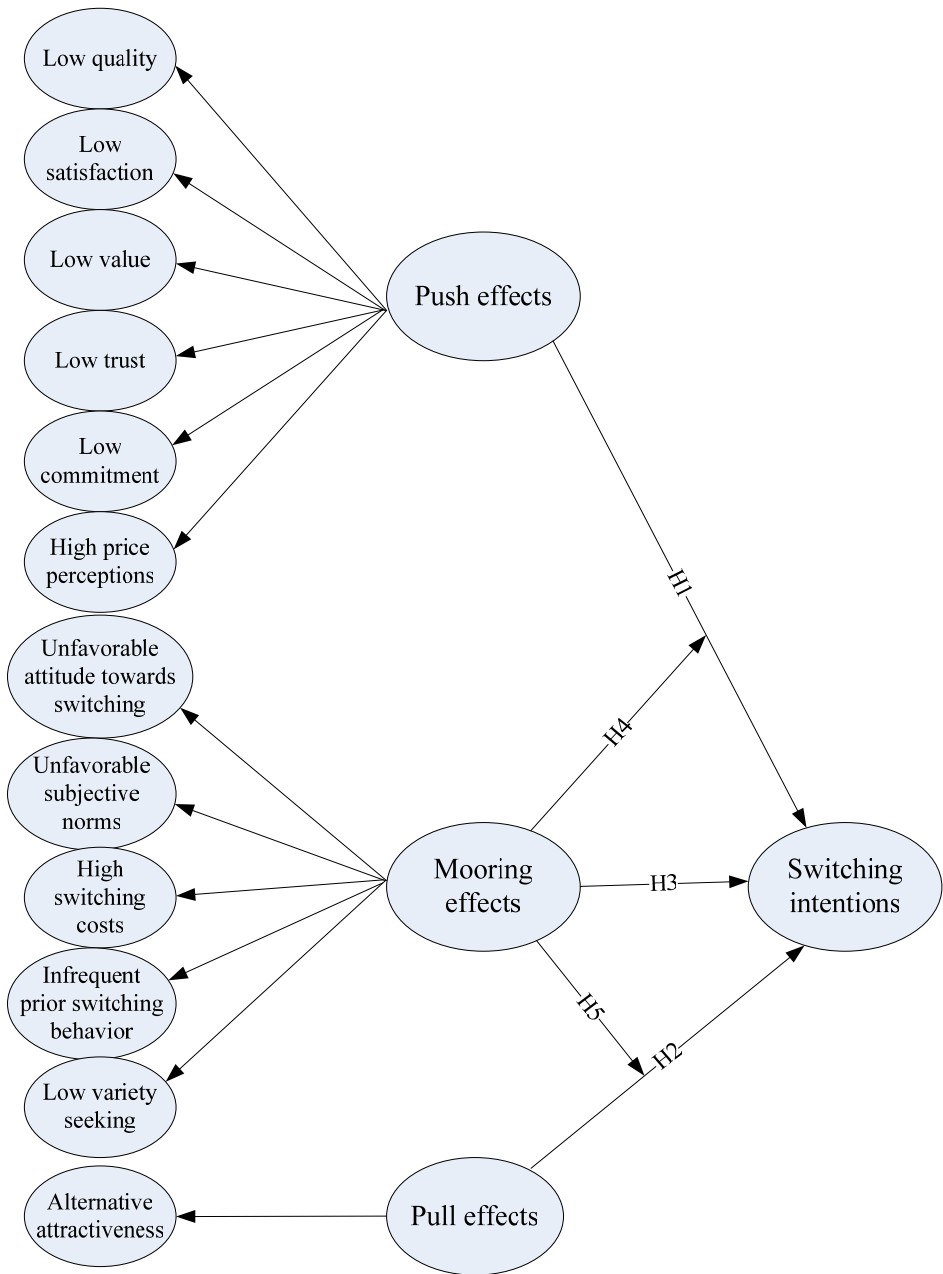 Low quality
Low
satisfaction
Low value
Low trust
Low
commitment
High price
perceptions
Unfavorable
attitude towards
switching
Unfavorable
subjective
norms
High
switching
costs
Infrequent
prior switching
behavior
Low variety
seeking
Alternative
attractiveness
Push effects
Mooring
effects
Pull effects
H1
H4
H3
H5
H2
Switching
intentions